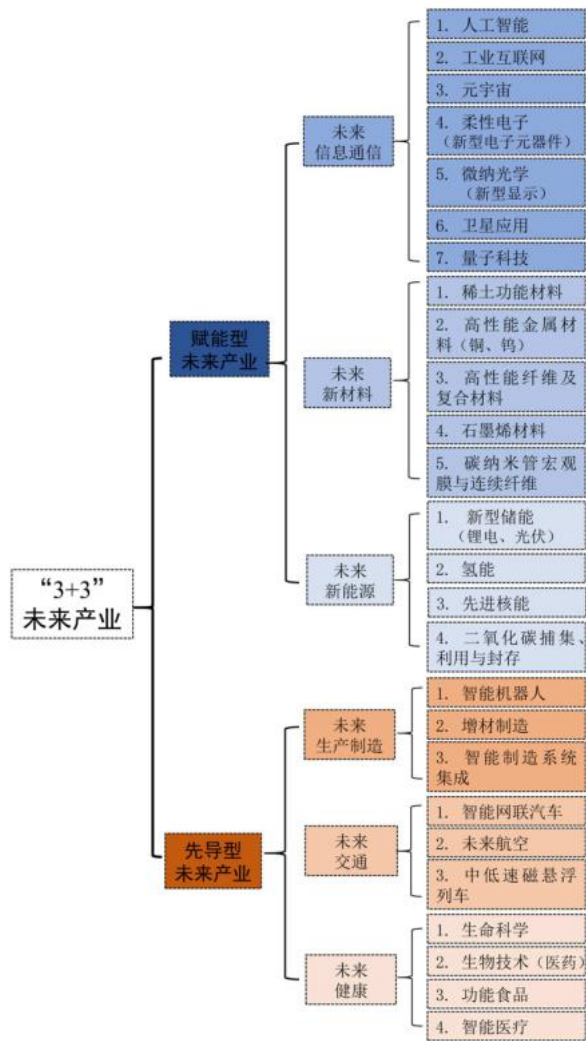 “3+3”
未来产业
赋能型
未来产业
未来
信息通信
1. 人工智能
2. 工业互联网
3. 元宇宙
4. 柔性电子
（新型电子元器件）
5. 微纳光学
（新型显示）
6. 卫星应用
7. 量子科技
未来
新材料
1. 稀土功能材料
2. 高性能金属材
料（铜、钨）
3. 高性能纤维及
复合材料
4. 石墨烯材料
5. 碳纳米管宏观
膜与连续纤维
未来
新能源
1. 新型储能
（锂电、光伏）
2. 氢能
3. 先进核能
4. 二氧化碳捕集、
利用与封存
先导型
未来产业
未来
生产制造
1. 智能机器人
2. 增材制造
3. 智能制造系统
集成
未来
交通
1. 智能网联汽车
2. 未来航空
3. 中低速磁悬浮
列车
未来
健康
1. 生命科学
2. 生物技术（医药）
3. 功能食品
4. 智能医疗